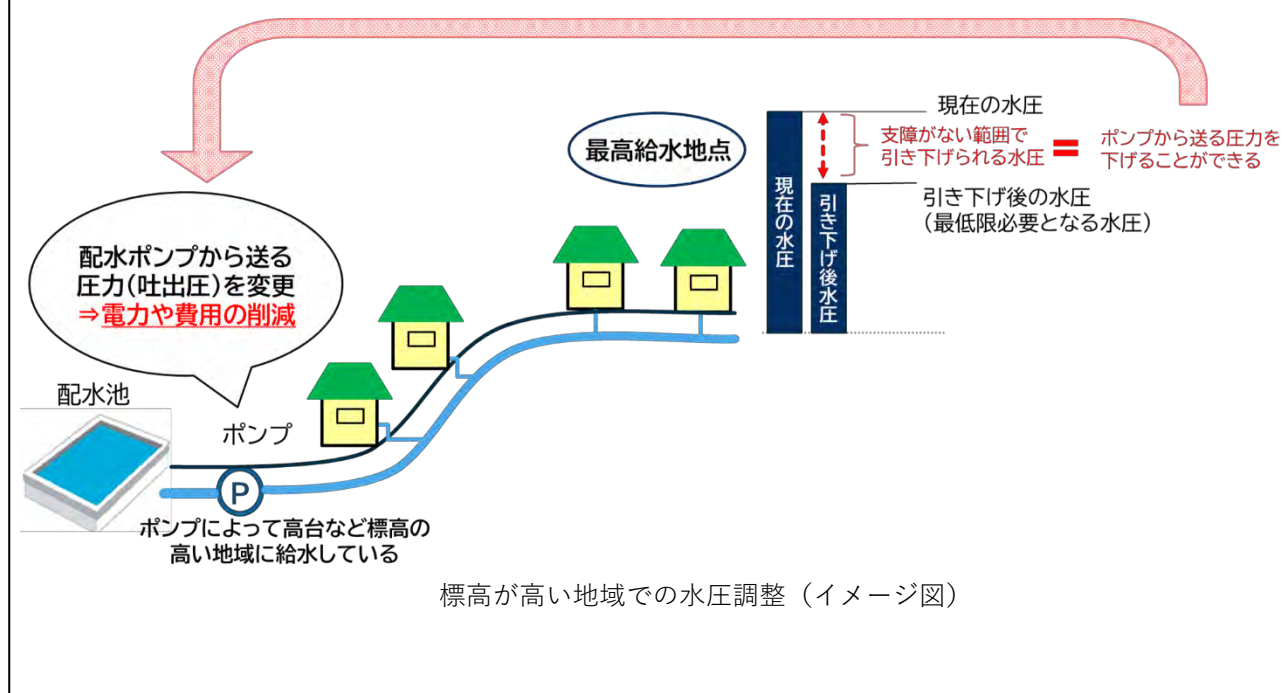 現在の水圧
支障がない範囲で
引き下げられる水圧
=
ポンプから送る圧力を
下げることができる
最高給水地点
現在の水圧
引き下げ後水圧
引き下げ後の水圧
(最低限必要となる水圧)
配水ポンプから送る
圧力(吐出圧)を変更
⇒電力や費用の削減
配水池
ポンプ
P
ポンプによって高台など標高の
高い地域に給水している
標高が高い地域での水圧調整（イメージ図）